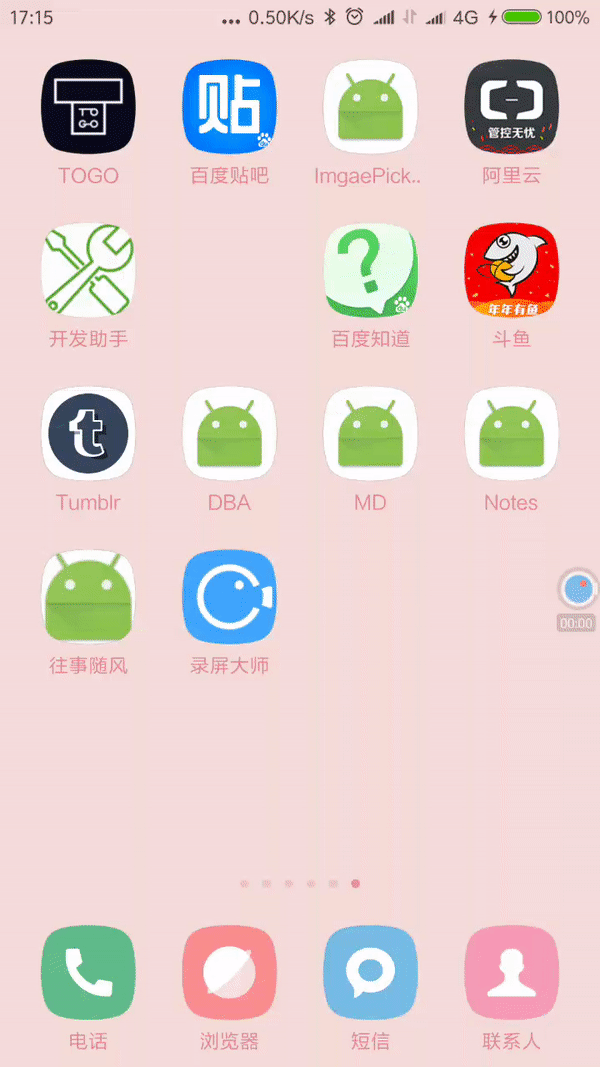 17:15 ... 0.50K/s 4G 100%
TO
GO
贴
管控无忧
TOGO 百度贴吧 ImgaePick.. 阿里云
年年有鱼
开发助手 百度知道 斗鱼
t
Tumblr DBA MD Notes
00:00
往事随风 录屏大师
电话 浏览器 短信 联系人